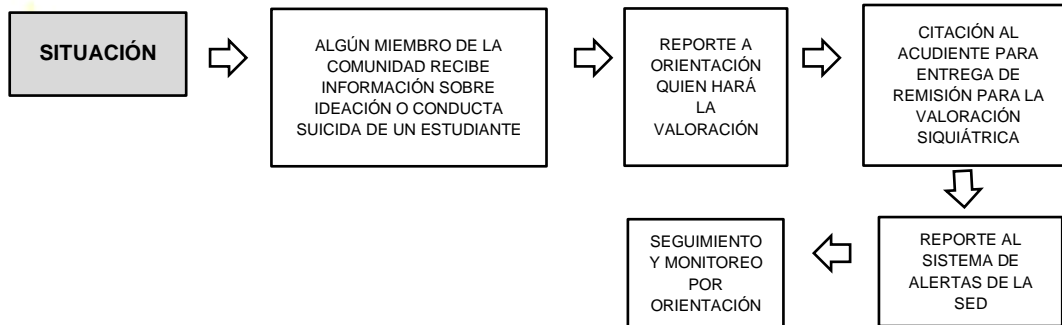 SITUACIÓN
ALGÚN MIEMBRO DE LA
COMUNIDAD RECIBE
INFORMACIÓN SOBRE
IDEACIÓN O CONDUCTA
SUICIDA DE UN ESTUDIANTE
REPORTE A
ORIENTACIÓN
QUIEN HARÁ
LA
VALORACIÓN
CITACIÓN AL
ACUDIENTE PARA
ENTREGA DE
REMISIÓN PARA LA
VALORACIÓN
SIQUIÁTRICA
REPORTE AL
SISTEMA DE
ALERTAS DE LA
SED
SEGUIMIENTO
Y MONITOREO
POR
ORIENTACIÓN